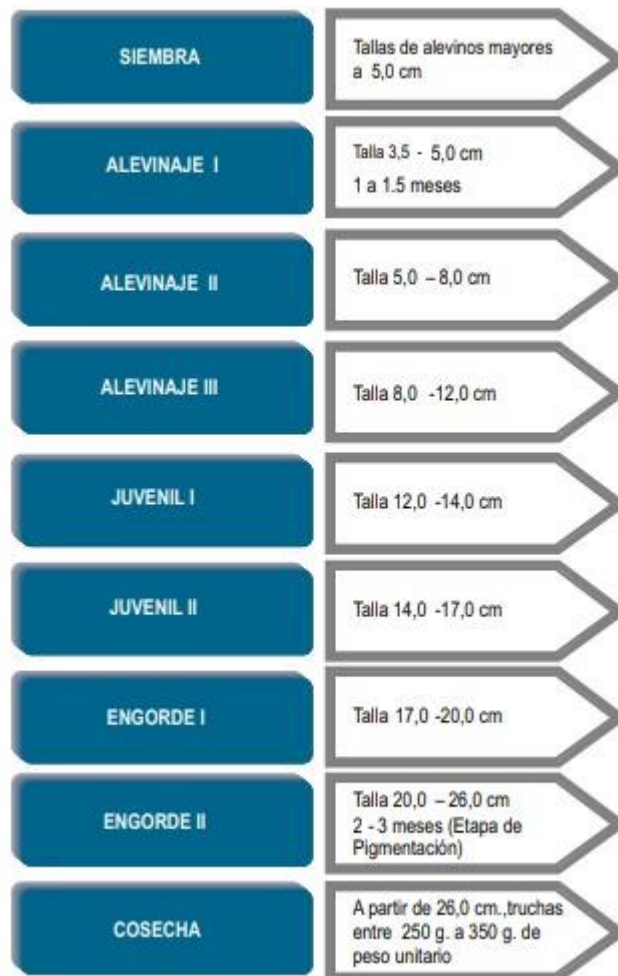 SIEMBRA
Tallas de alevinos mayores
a 5,0 cm
ALEVINAJE I
Talla 3,5 - 5,0 cm
1 a 1.5 meses
ALEVINAJE II
Talla 5,0 – 8,0 cm
ALEVINAJE III
Talla 8,0 -12,0 cm
JUVENIL I
Talla 12,0 -14,0 cm
JUVENIL II
Talla 14,0 -17,0 cm
ENGORDE I
Talla 17,0 -20,0 cm
ENGORDE II
Talla 20,0 – 26,0 cm
2 - 3 meses (Etapa de
Pigmentación)
COSECHA
A partir de 26,0 cm.,truchas
entre 250 g. a 350 g. de
peso unitario